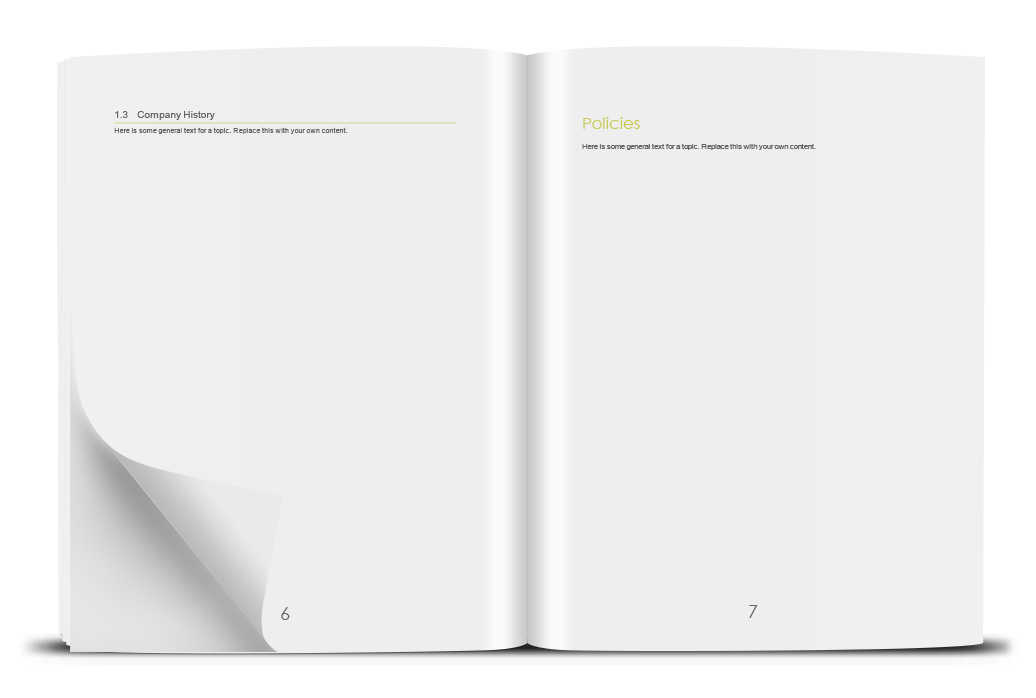 1.3 Company History
Here is some general text for a topic. Replace this with your own content.
6
Policies
Here is some general text for a topic. Replace this with your own content.
7